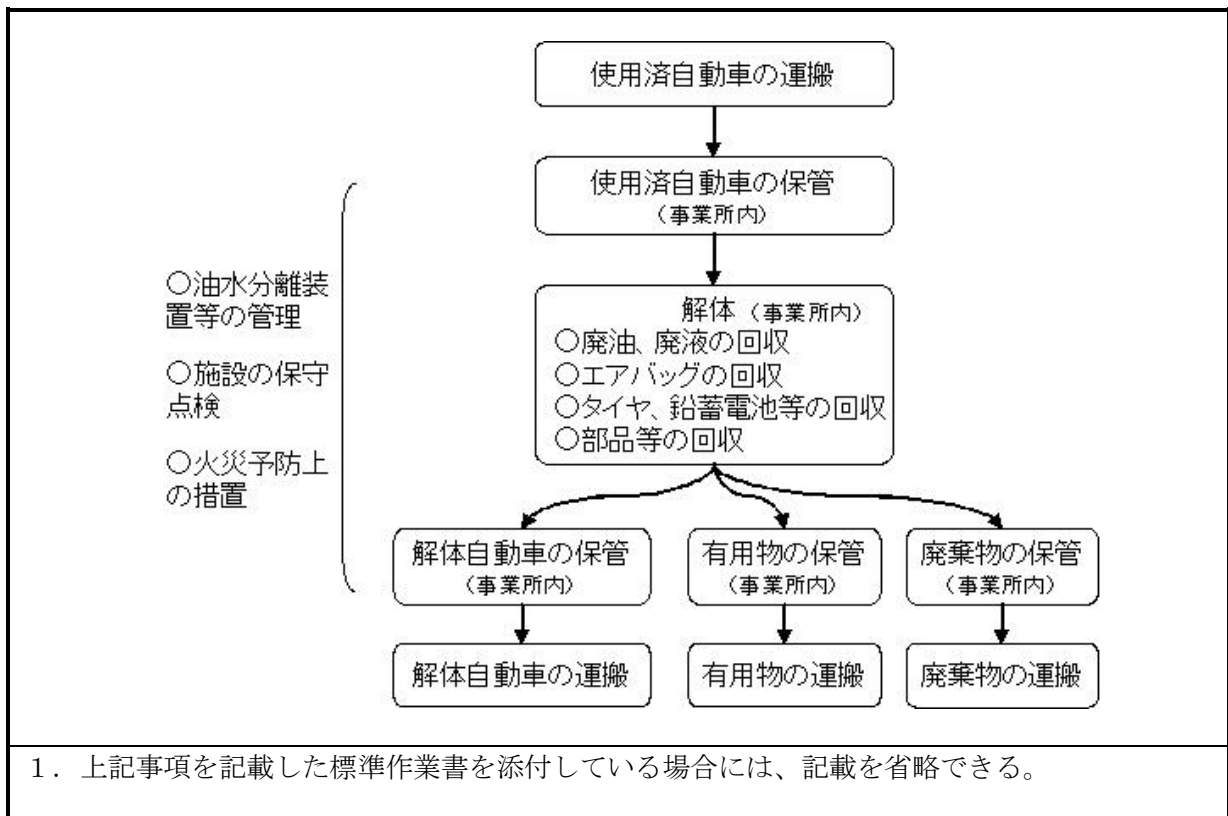 使用済自動車の運搬
使用済自動車の保管
（事業所内）
○油水分離装
置等の管理
○施設の保守
点検
○火災予防上
の措置
解体（事業所内）
○廃油、廃液の回収
○エアバッグの回収
○タイヤ、鉛蓄電池等の回収
○部品等の回収
解体自動車の保管
（事業所内）
有用物の保管
（事業所内）
廃棄物の保管
（事業所内）
解体自動車の運搬
有用物の運搬
廃棄物の運搬
１．上記事項を記載した標準作業書を添付している場合には、記載を省略できる。